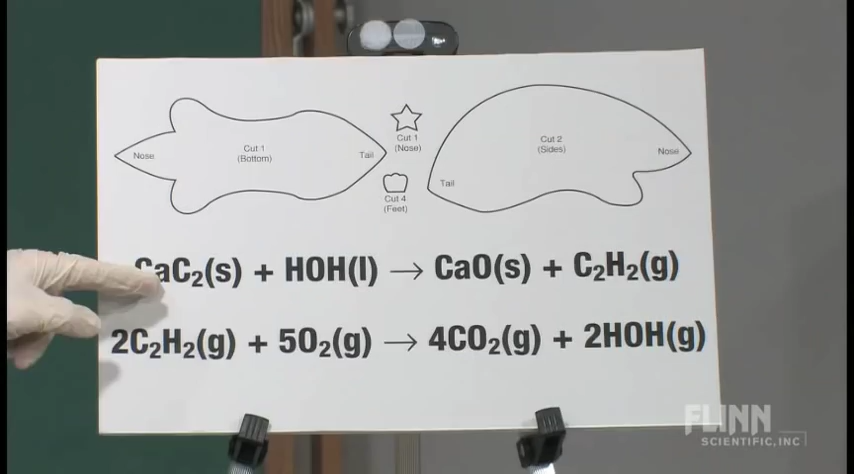 Nose
Cut 1
(Bottom)
Tail
Cut 1
(Nose)
Cut 4
(Feet)
Cut 2
(Sides)
Tail
Nose
CaC₂(s) + HOH(l) → CaO(s) + C₂H₂(g)
2C₂H₂(g) + 5O₂(g) → 4CO₂(g) + 2HOH(g)
FLINN
SCIENTIFIC, INC